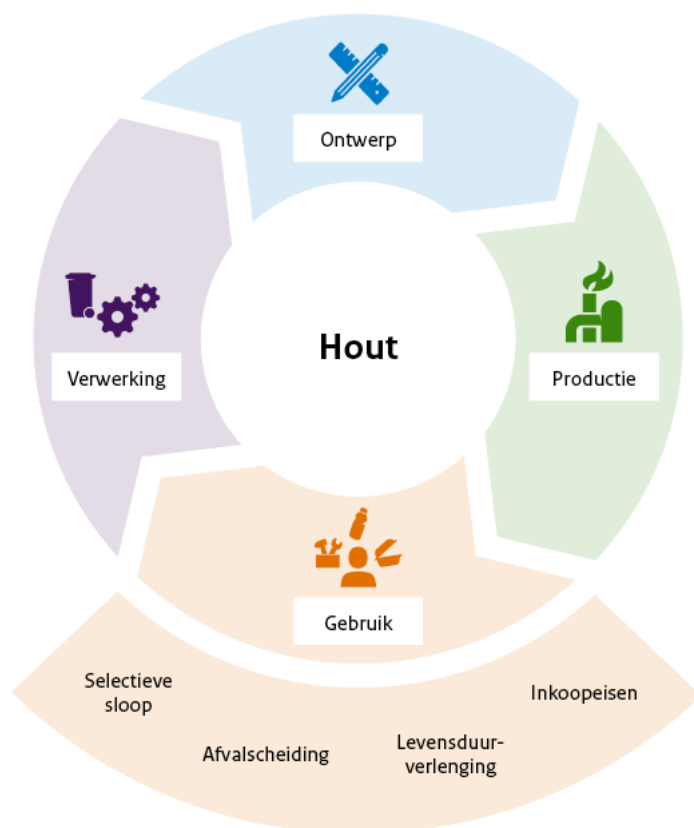 Ontwerp
Hout
Verwerking
Productie
Gebruik
Selectieve
sloop
Afvalscheiding
Levensduur-
verlenging
Inkoopeisen